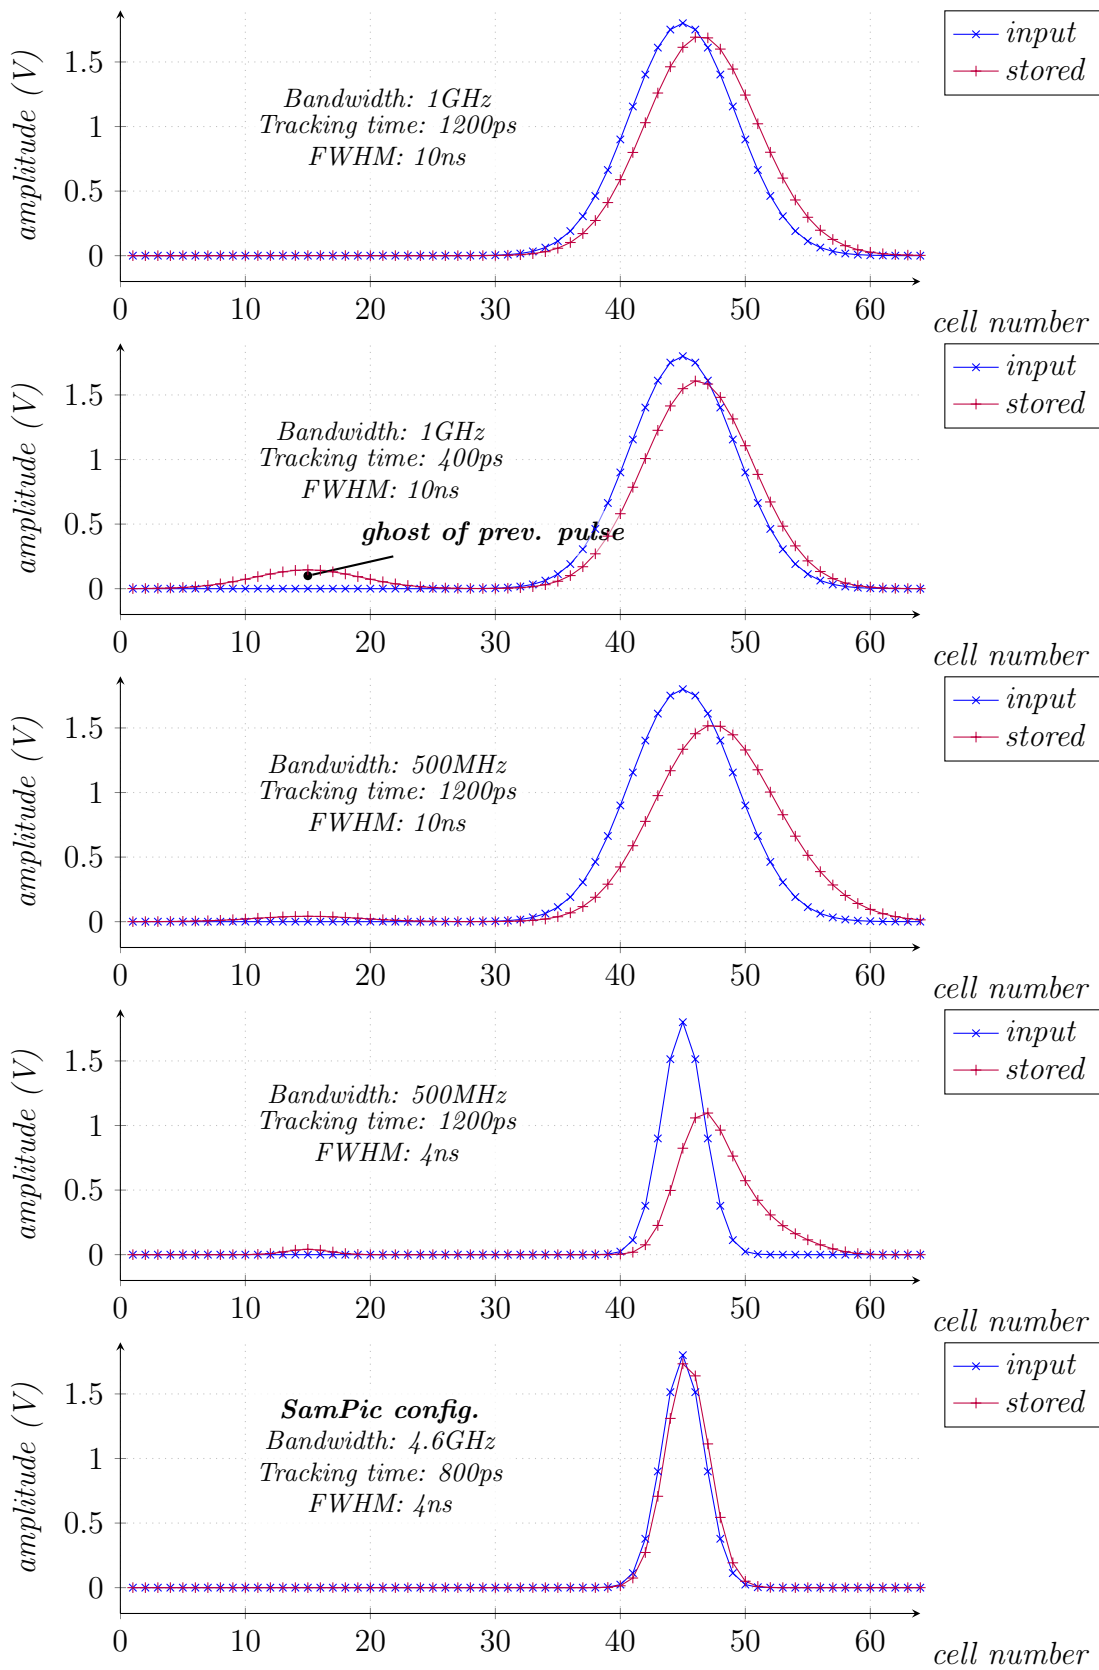 amplitude (V)
1.5
1
0.5
0
Bandwidth: 1GHz
Tracking time: 1200ps
FWHM: 10ns
input
stored
0 10 20 30 40 50 60
cell number
amplitude (V)
1.5
1
0.5
0
Bandwidth: 1GHz
Tracking time: 400ps
FWHM: 10ns
ghost of prev. pulse
input
stored
0 10 20 30 40 50 60
cell number
amplitude (V)
1.5
1
0.5
0
Bandwidth: 500MHz
Tracking time: 1200ps
FWHM: 10ns
input
stored
0 10 20 30 40 50 60
cell number
amplitude (V)
1.5
1
0.5
0
Bandwidth: 500MHz
Tracking time: 1200ps
FWHM: 4ns
input
stored
0 10 20 30 40 50 60
cell number
amplitude (V)
1.5
1
0.5
0
SamPic config.
Bandwidth: 4.6GHz
Tracking time: 800ps
FWHM: 4ns
input
stored
0 10 20 30 40 50 60
cell number